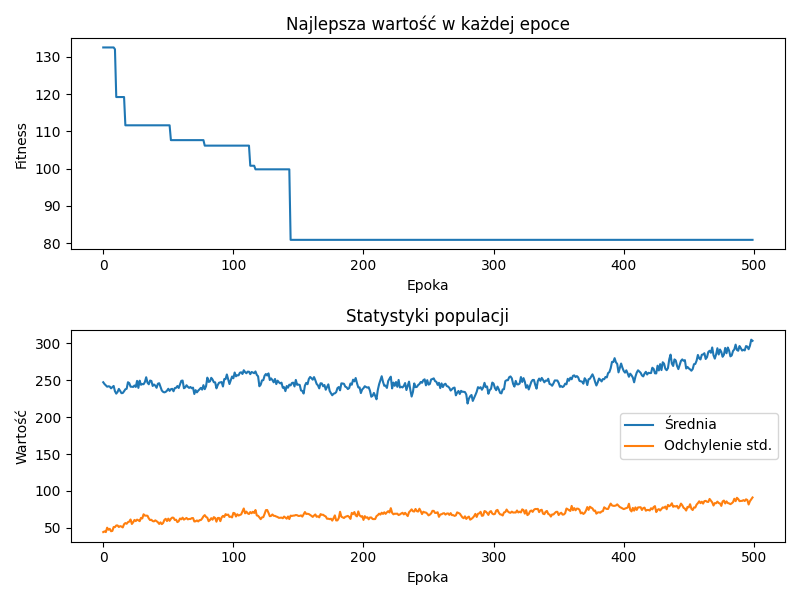 Najlepsza wartość w każdej epoce
130
120
110
100
90
80
Fitness
0 100 200 300 400 500
Epoka
Statystyki populacji
300
250
200
150
100
50
Wartość
Średnia
Odchylenie std.
0 100 200 300 400 500
Epoka